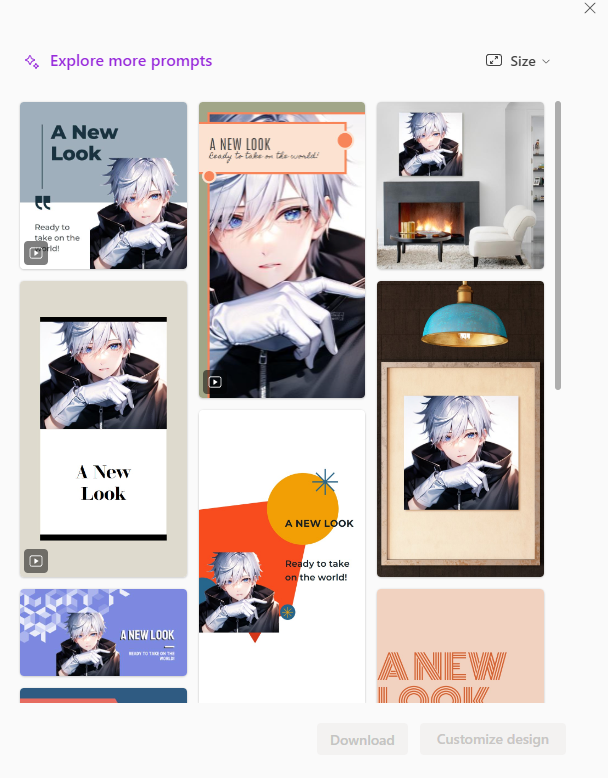 Explore more prompts
Size
A New
Look
Ready to
take on the
world!
A NEW LOOK
Ready to take on the world!
A New
Look
A NEW LOOK
Ready to take
on the world!
A NEW LOOK
READY TO TAKE ON THE
WORLD!
A NEW
LOOK
Download
Customize design